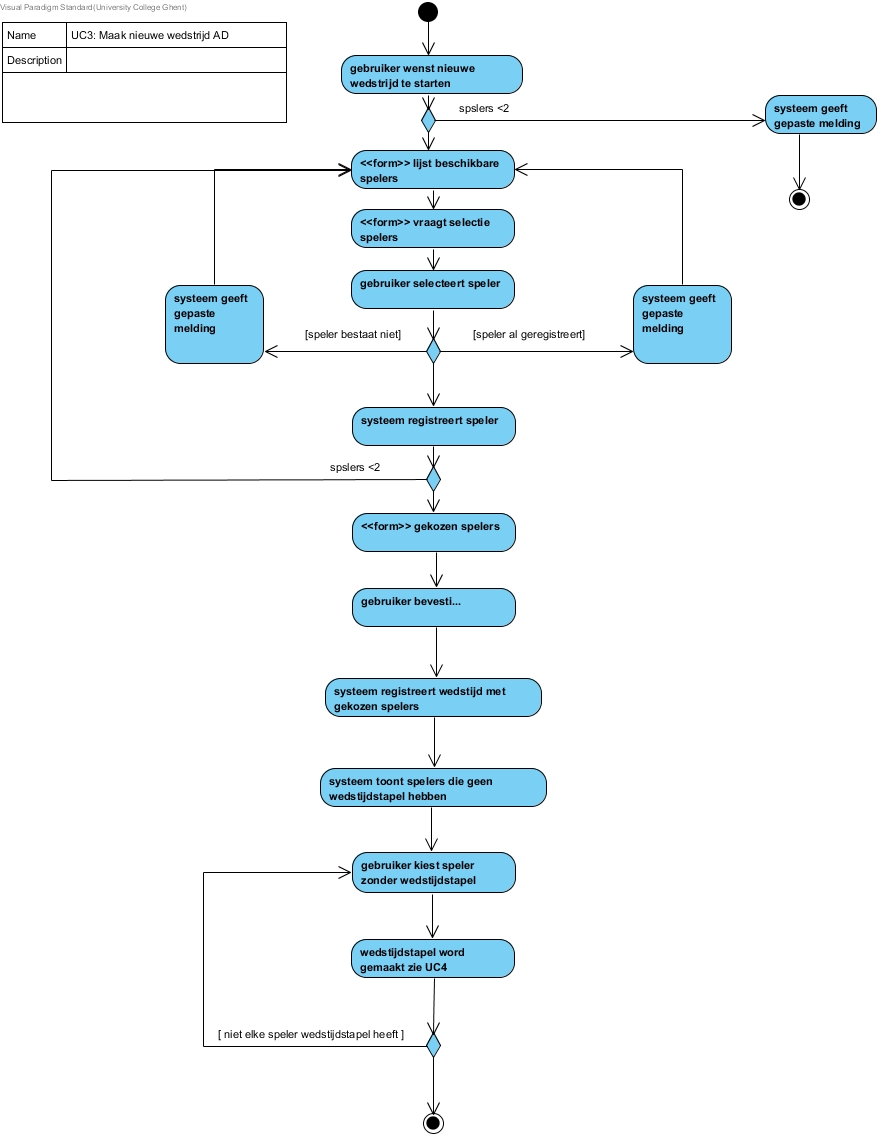 Visual Paradigm Standard(University College Ghent)
Name
UC3: Maak nieuwe wedstrijd AD
Description
gebruiker wenst nieuwe
wedstrijd te starten
spslers <2
systeem geeft
gepaste melding
<<form>> lijst beschikbare
spelers
<<form>> vraagt selectie
spelers
gebruiker selecteert speler
systeem geeft
gepaste
melding
systeem geeft
gepaste
melding
[speler bestaat niet]
[speler al geregistreert]
systeem registreert speler
spslers <2
<<form>> gekozen spelers
gebruiker bevesti...
systeem registreert wedstijd met
gekozen spelers
systeem toont spelers die geen
wedstijdstapel hebben
gebruiker kiest speler
zonder wedstijdstapel
wedstijdstapel word
gemaakt zie UC4
[ niet elke speler wedstijdstapel heeft ]